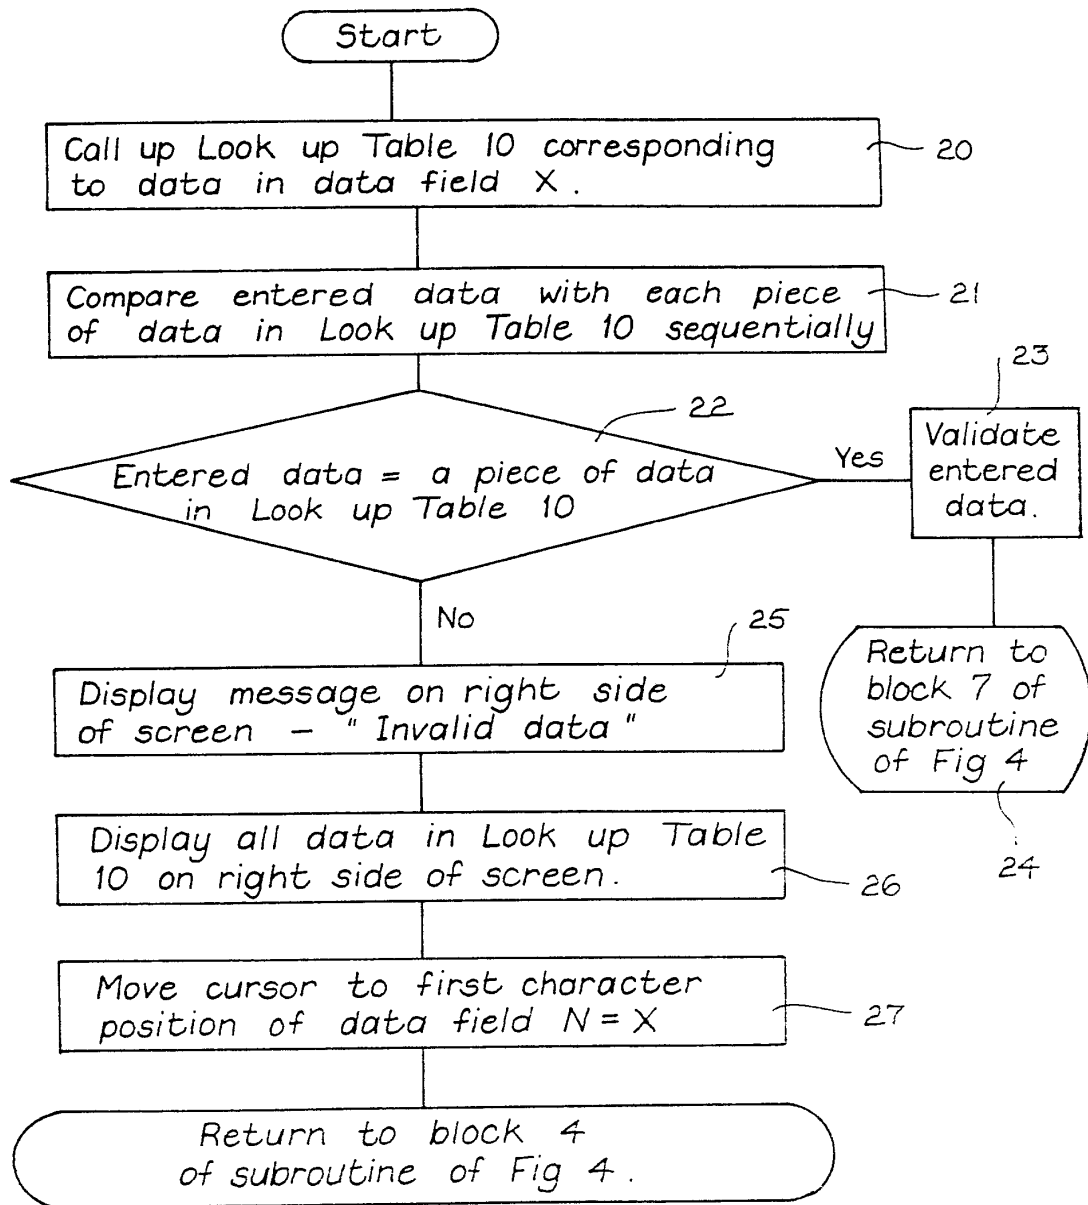 Start
Call up Look up Table 10 corresponding
to data in data field X.
20
Compare entered data with each piece
of data in Look up Table 10 sequentially
21
22
Entered data = a piece of data
in Look up Table 10
Yes
23
Validate
entered
data.
No
Return to
block 7 of
subroutine
of Fig 4
24
25
Display message on right side
of screen - "Invalid data"
Display all data in Look up Table
10 on right side of screen.
26
Move cursor to first character
position of data field N = X
27
Return to block 4
of subroutine of Fig 4.